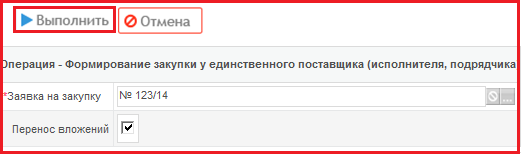 Выполнить Отмена
Операция - Формирование закупки у единственного поставщика (исполнителя, подрядчика
*Заявка на закупку № 123/14 ...
Перенос вложений